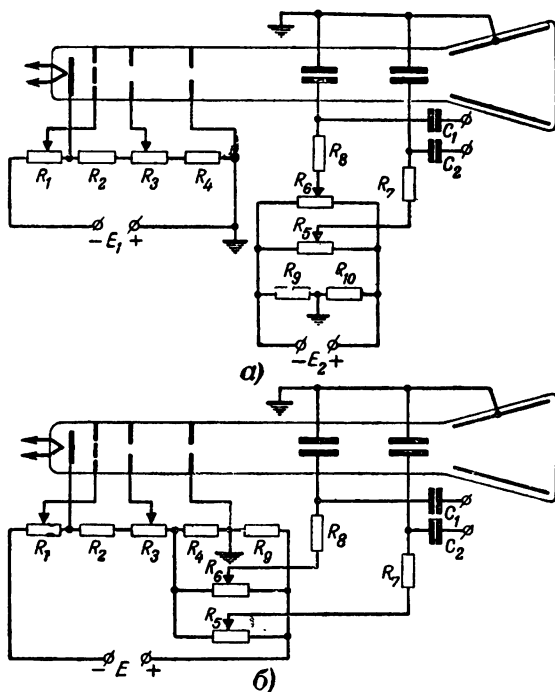 C₁
C₂
R₈
R₁ R₂ R₃ R₄
R₆
R₇
R₅
R₉ R₁₀
- E₁ +
- E₂ +
а)
C₁
C₂
R₈
R₁ R₂ R₃ R₄ R₉
R₆
R₇
R₅
- E +
б)